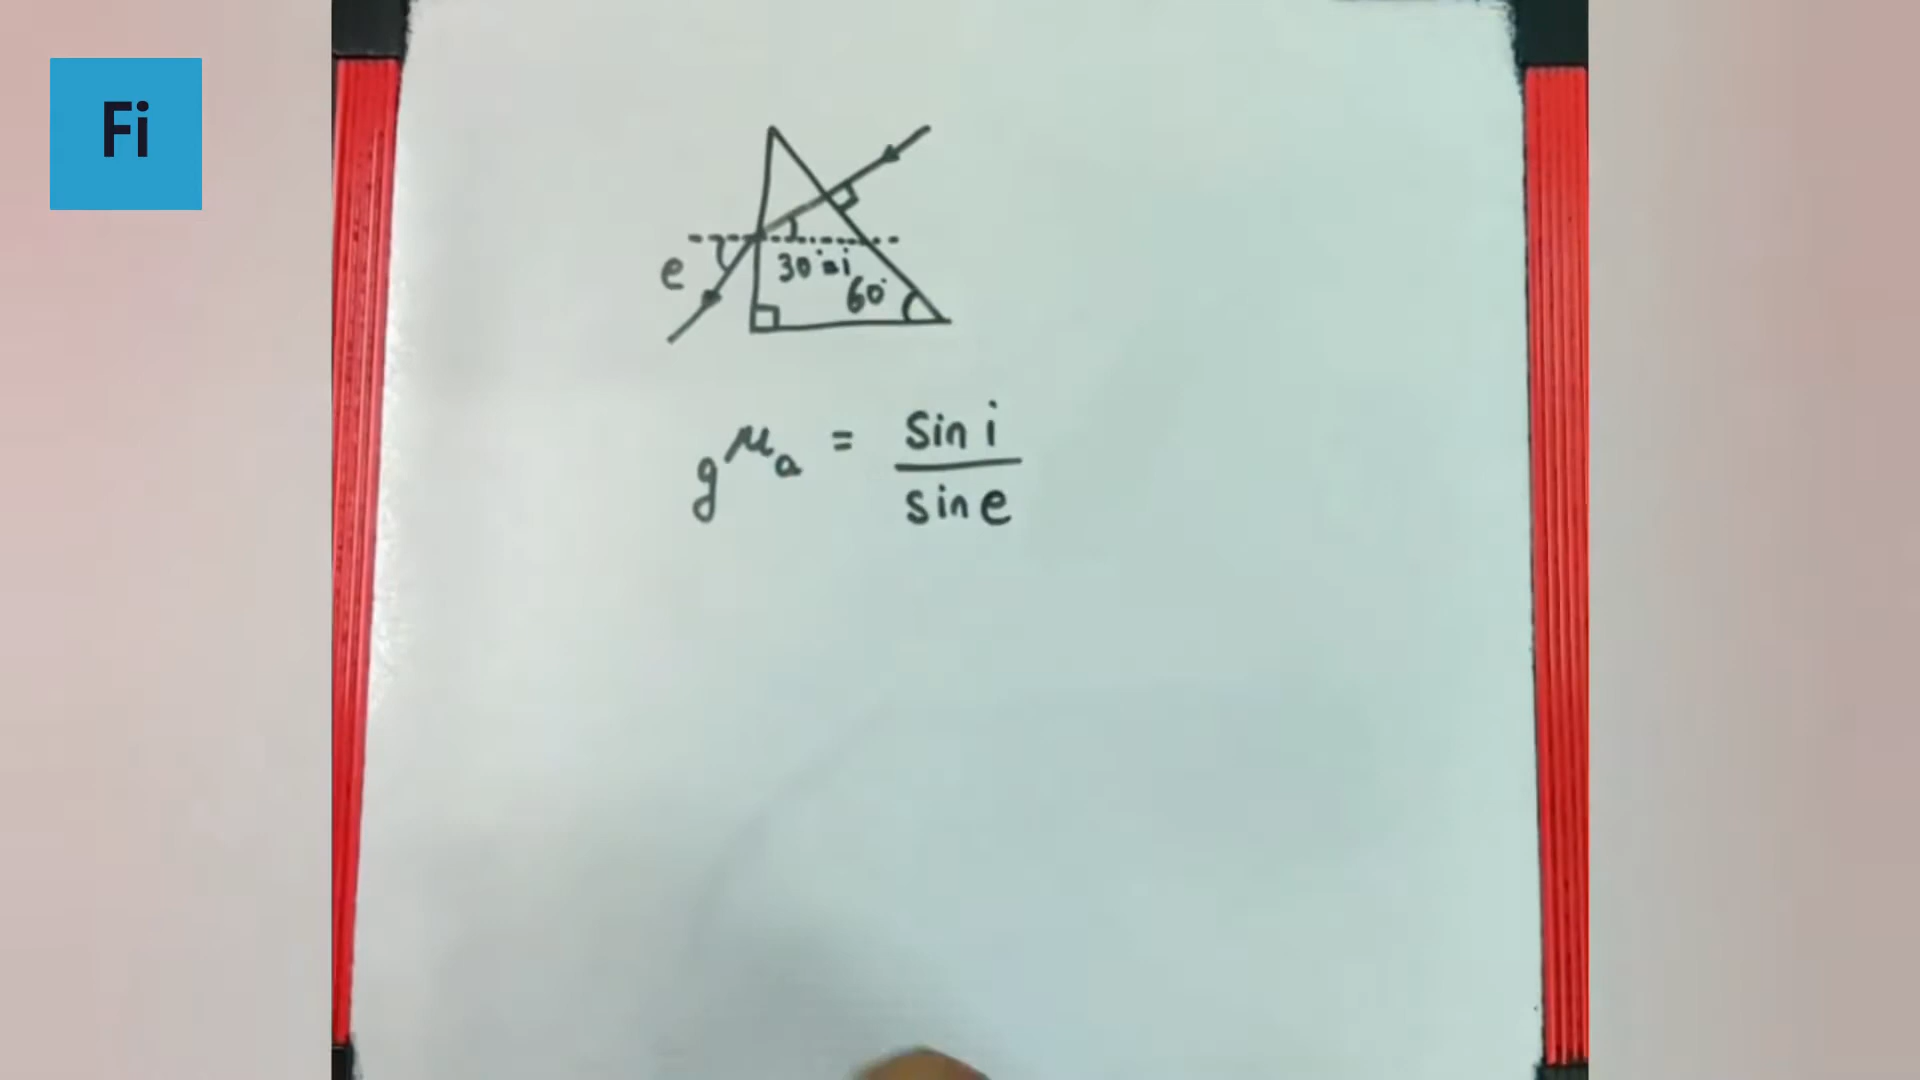 Fi
e
30° = i
60°
gμa = sin i / sin e